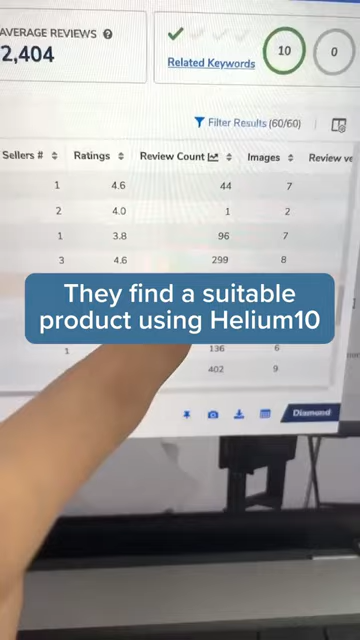 AVERAGE REVIEWS ?
2,404
Related Keywords
10
0
Filter Results (60/60)
Sellers # Ratings Review Count Images Review ve
1 4.6 44 7
2 4.0 1 2
1 3.8 96 7
3 4.6 299 8
They find a suitable
product using Helium10
1 136 6
402 9
Diamond